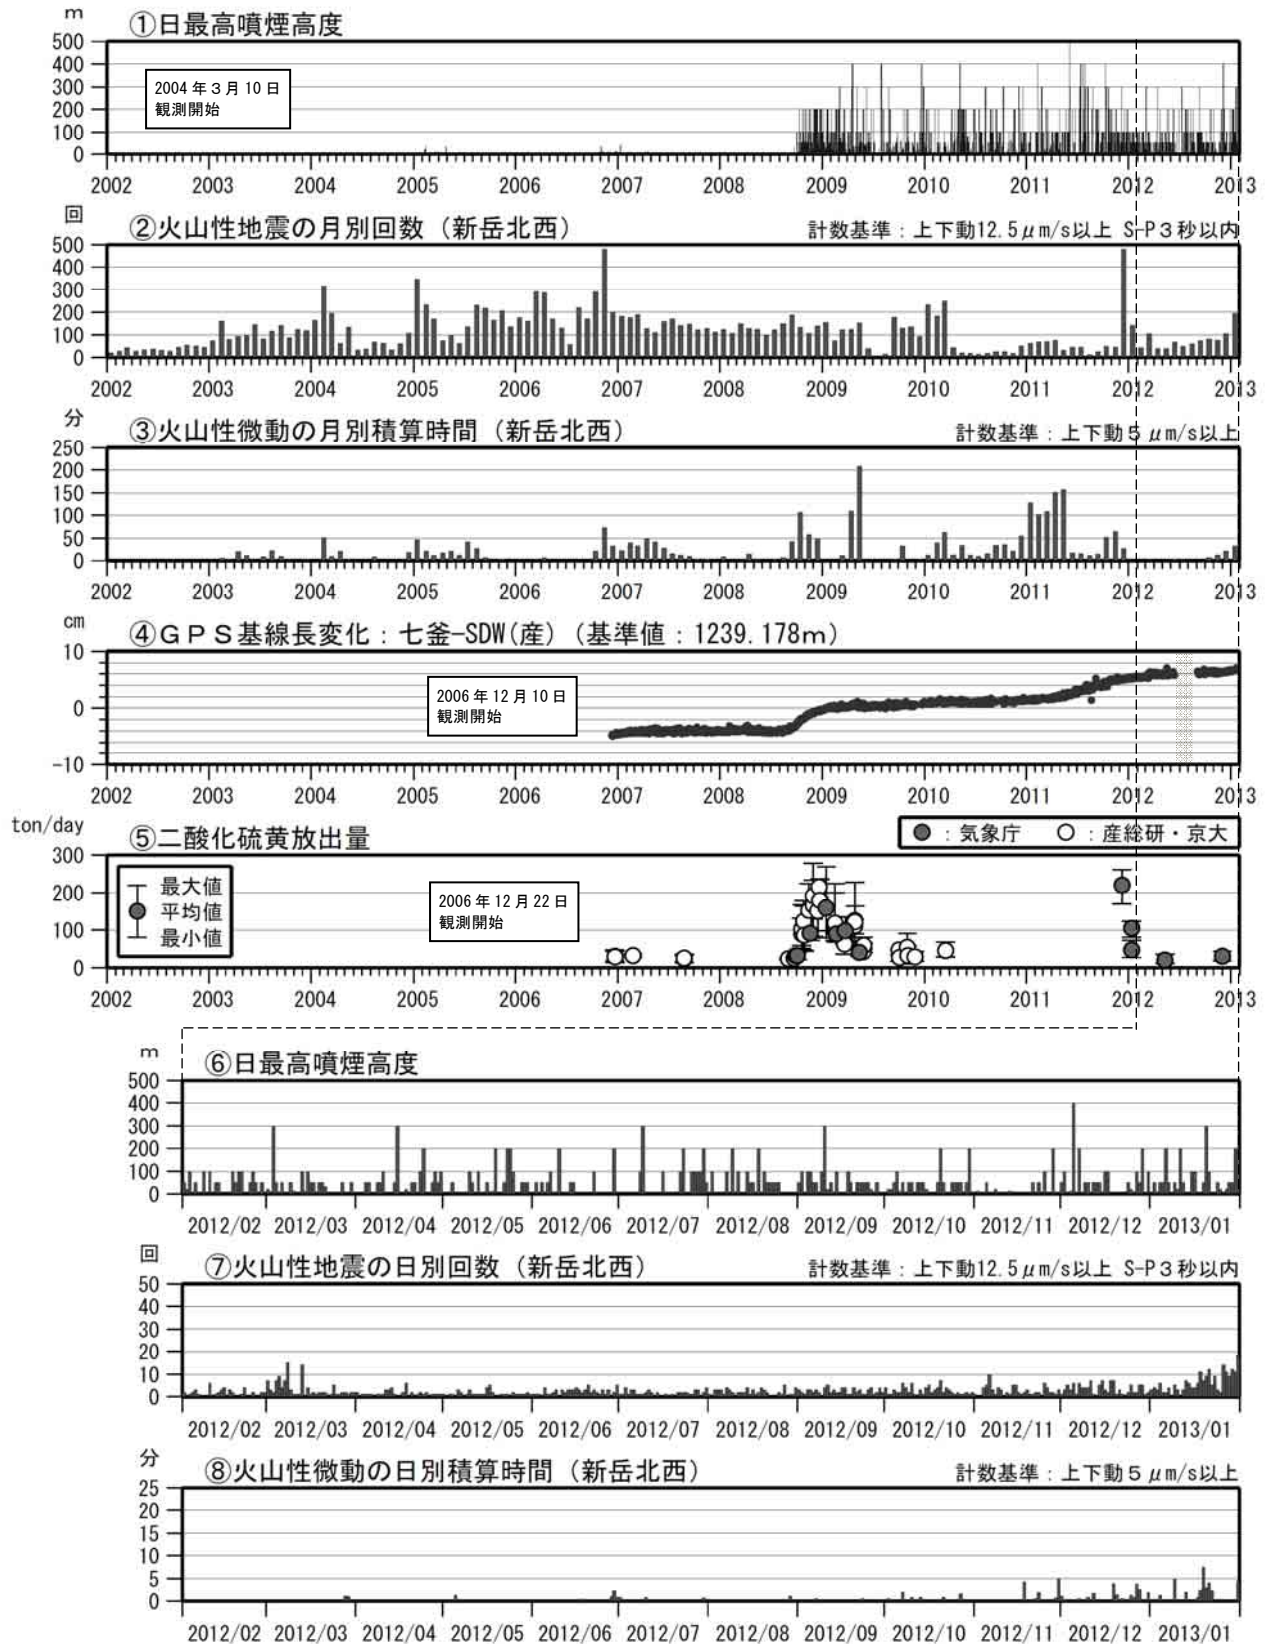 m
①日最高噴煙高度
500
400
300
200
100
0
2004年3月10日
観測開始
2002 2003 2004 2005 2006 2007 2008 2009 2010 2011 2012 2013
回
②火山性地震の月別回数（新岳北西） 計数基準：上下動12.5μm/s以上 S-P３秒以内
500
400
300
200
100
0
2002 2003 2004 2005 2006 2007 2008 2009 2010 2011 2012 2013
分
③火山性微動の月別積算時間（新岳北西） 計数基準：上下動５μm/s以上
250
200
150
100
50
0
2002 2003 2004 2005 2006 2007 2008 2009 2010 2011 2012 2013
cm
④ＧＰＳ基線長変化：七釜−SDW(産)（基準値：1239.178m）
10
0
-10
2006年12月10日
観測開始
2002 2003 2004 2005 2006 2007 2008 2009 2010 2011 2012 2013
ton/day
⑤二酸化硫黄放出量 ：気象庁 ：産総研・京大
300
200
100
0
最大値
平均値
最小値
2006年12月22日
観測開始
2002 2003 2004 2005 2006 2007 2008 2009 2010 2011 2012 2013
m
⑥日最高噴煙高度
500
400
300
200
100
0
2012/02 2012/03 2012/04 2012/05 2012/06 2012/07 2012/08 2012/09 2012/10 2012/11 2012/12 2013/01
回
⑦火山性地震の日別回数（新岳北西） 計数基準：上下動12.5μm/s以上 S-P３秒以内
50
40
30
20
10
0
2012/02 2012/03 2012/04 2012/05 2012/06 2012/07 2012/08 2012/09 2012/10 2012/11 2012/12 2013/01
分
⑧火山性微動の日別積算時間（新岳北西） 計数基準：上下動５μm/s以上
25
20
15
10
5
0
2012/02 2012/03 2012/04 2012/05 2012/06 2012/07 2012/08 2012/09 2012/10 2012/11 2012/12 2013/01